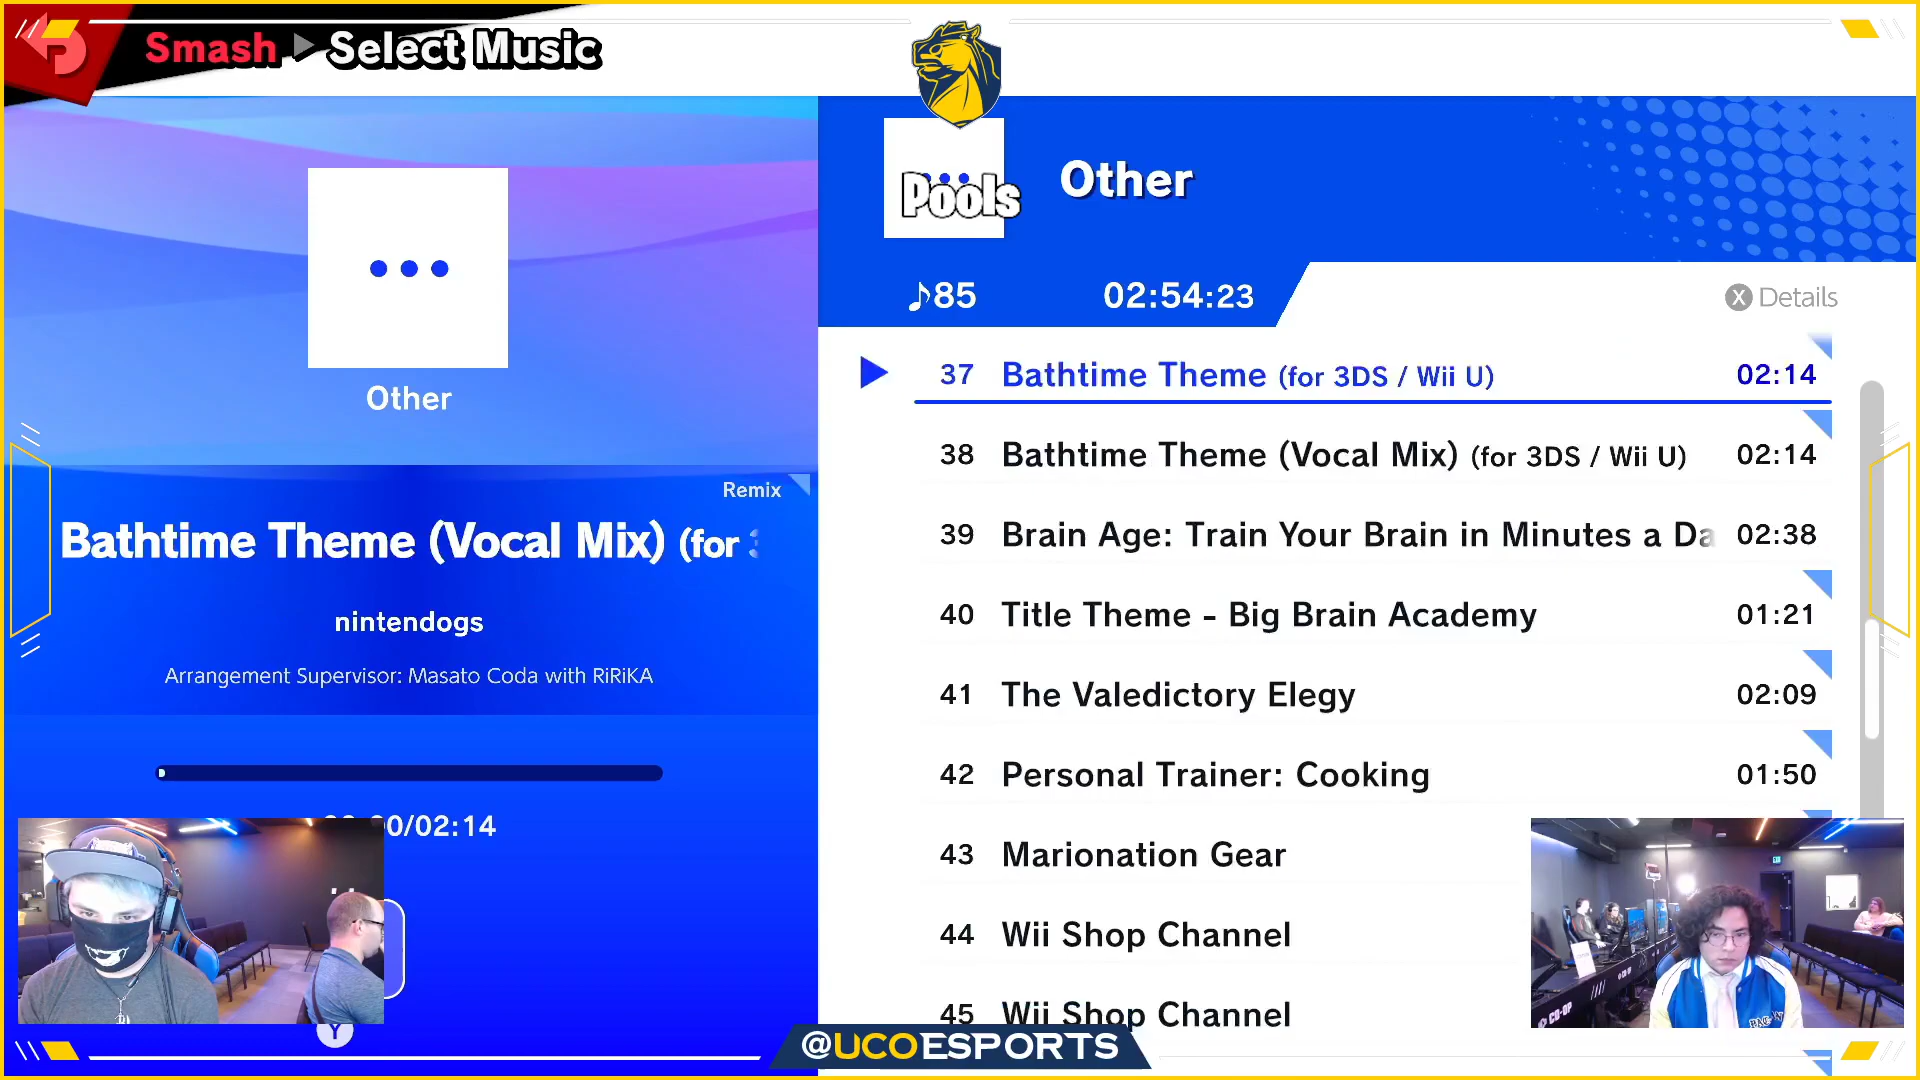 Smash ▶ Select Music
Other
Remix
Bathtime Theme (Vocal Mix) (for
nintendogs
Arrangement Supervisor: Masato Coda with RiRiKA
/02:14
Y
Pools
Other
♪85
02:54:23
X Details
37 Bathtime Theme (for 3DS / Wii U) 02:14
38 Bathtime Theme (Vocal Mix) (for 3DS / Wii U) 02:14
39 Brain Age: Train Your Brain in Minutes a Da 02:38
40 Title Theme - Big Brain Academy 01:21
41 The Valedictory Elegy 02:09
42 Personal Trainer: Cooking 01:50
43 Marionation Gear
44 Wii Shop Channel
45 Wii Shop Channel
CO-OP
@UCOESPORTS